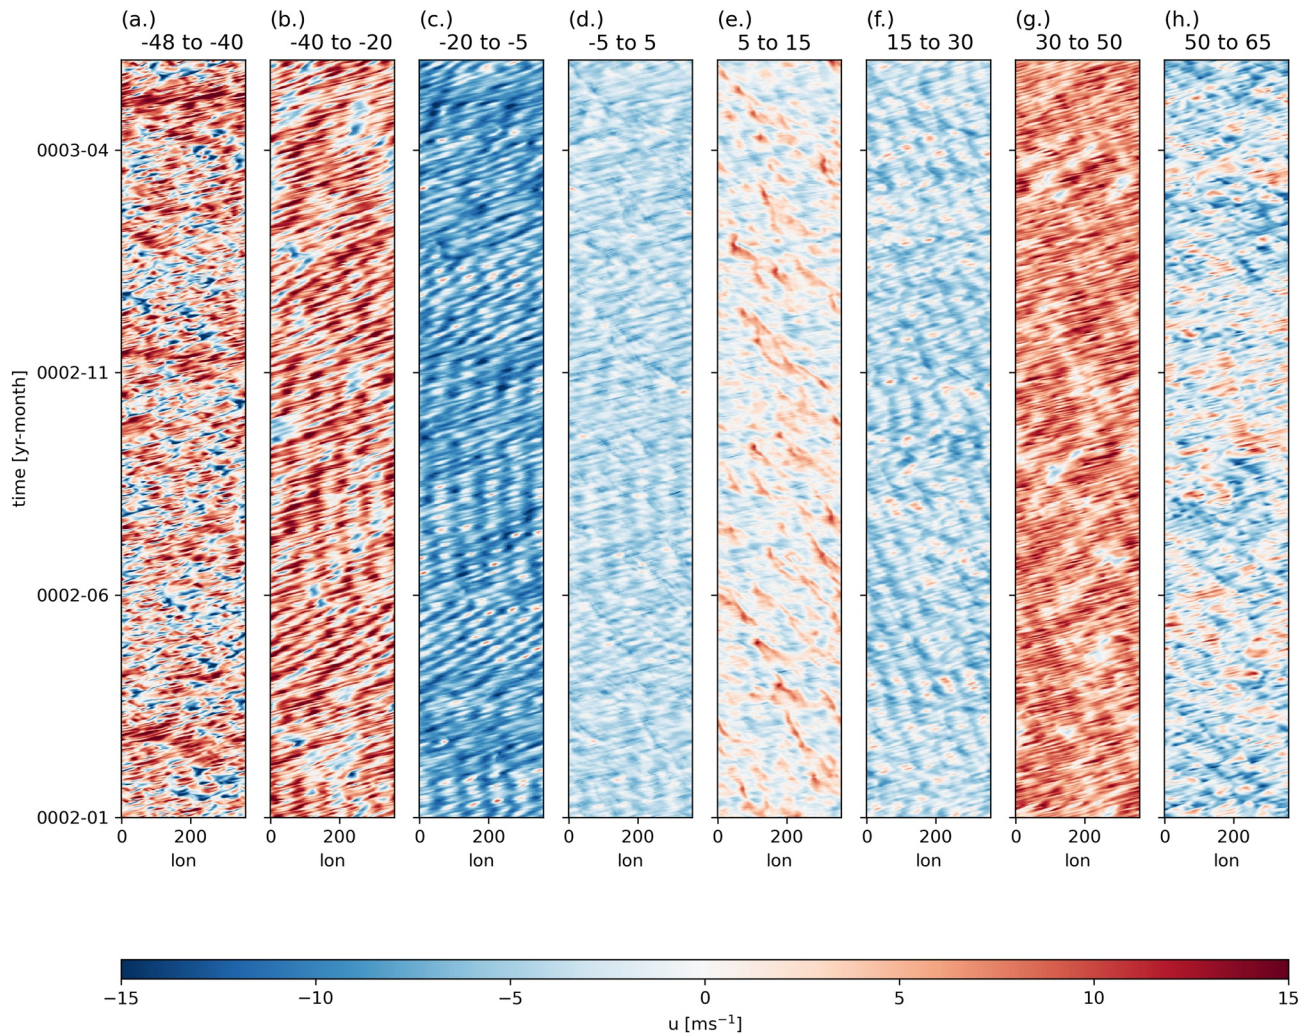 (a.) (b.) (c.) (d.) (e.) (f.) (g.) (h.)
-48 to -40 -40 to -20 -20 to -5 -5 to 5 5 to 15 15 to 30 30 to 50 50 to 65
0003-04
0002-11
time [yr-month]
0002-06
0002-01
0 200 0 200 0 200 0 200 0 200 0 200 0 200 0 200
lon lon lon lon lon lon lon lon
−15 −10 −5 0 5 10 15
u [ms⁻¹]